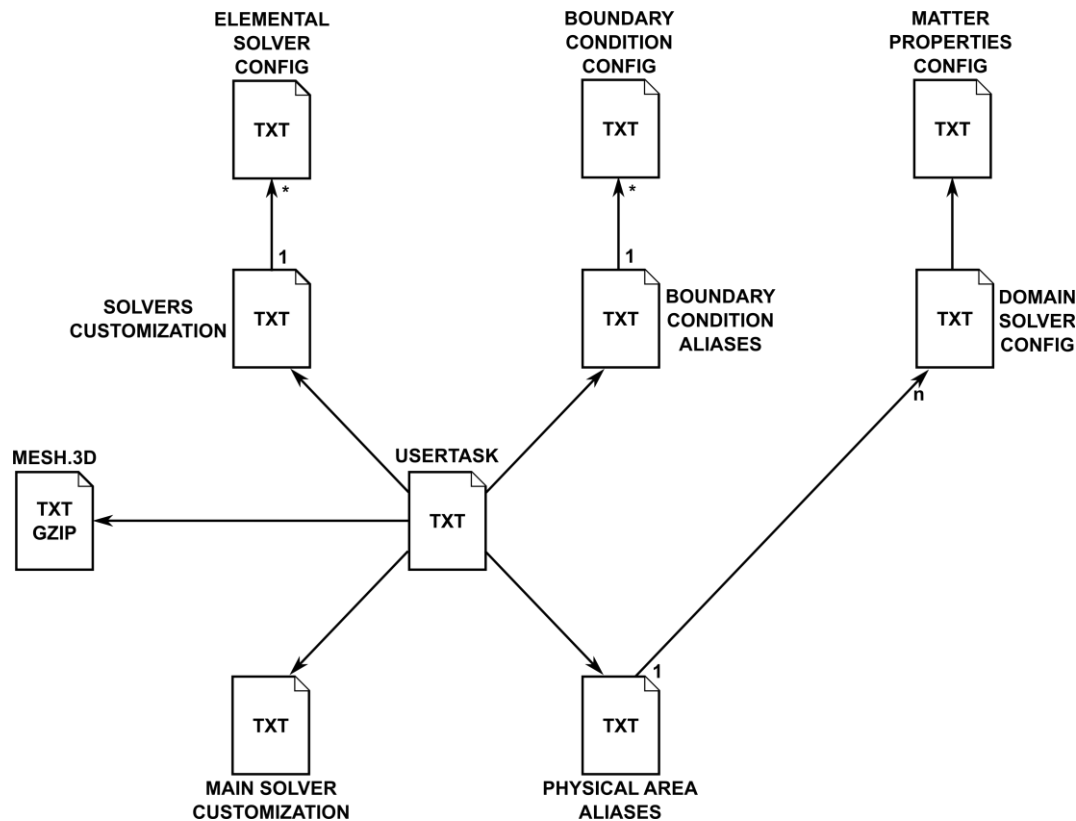 ELEMENTAL
SOLVER
CONFIG
TXT
BOUNDARY
CONDITION
CONFIG
TXT
MATTER
PROPERTIES
CONFIG
TXT
*
*
1
1
SOLVERS
CUSTOMIZATION
TXT
TXT
BOUNDARY
CONDITION
ALIASES
TXT
DOMAIN
SOLVER
CONFIG
n
MESH.3D
TXT
GZIP
USERTASK
TXT
1
TXT
MAIN SOLVER
CUSTOMIZATION
TXT
PHYSICAL AREA
ALIASES